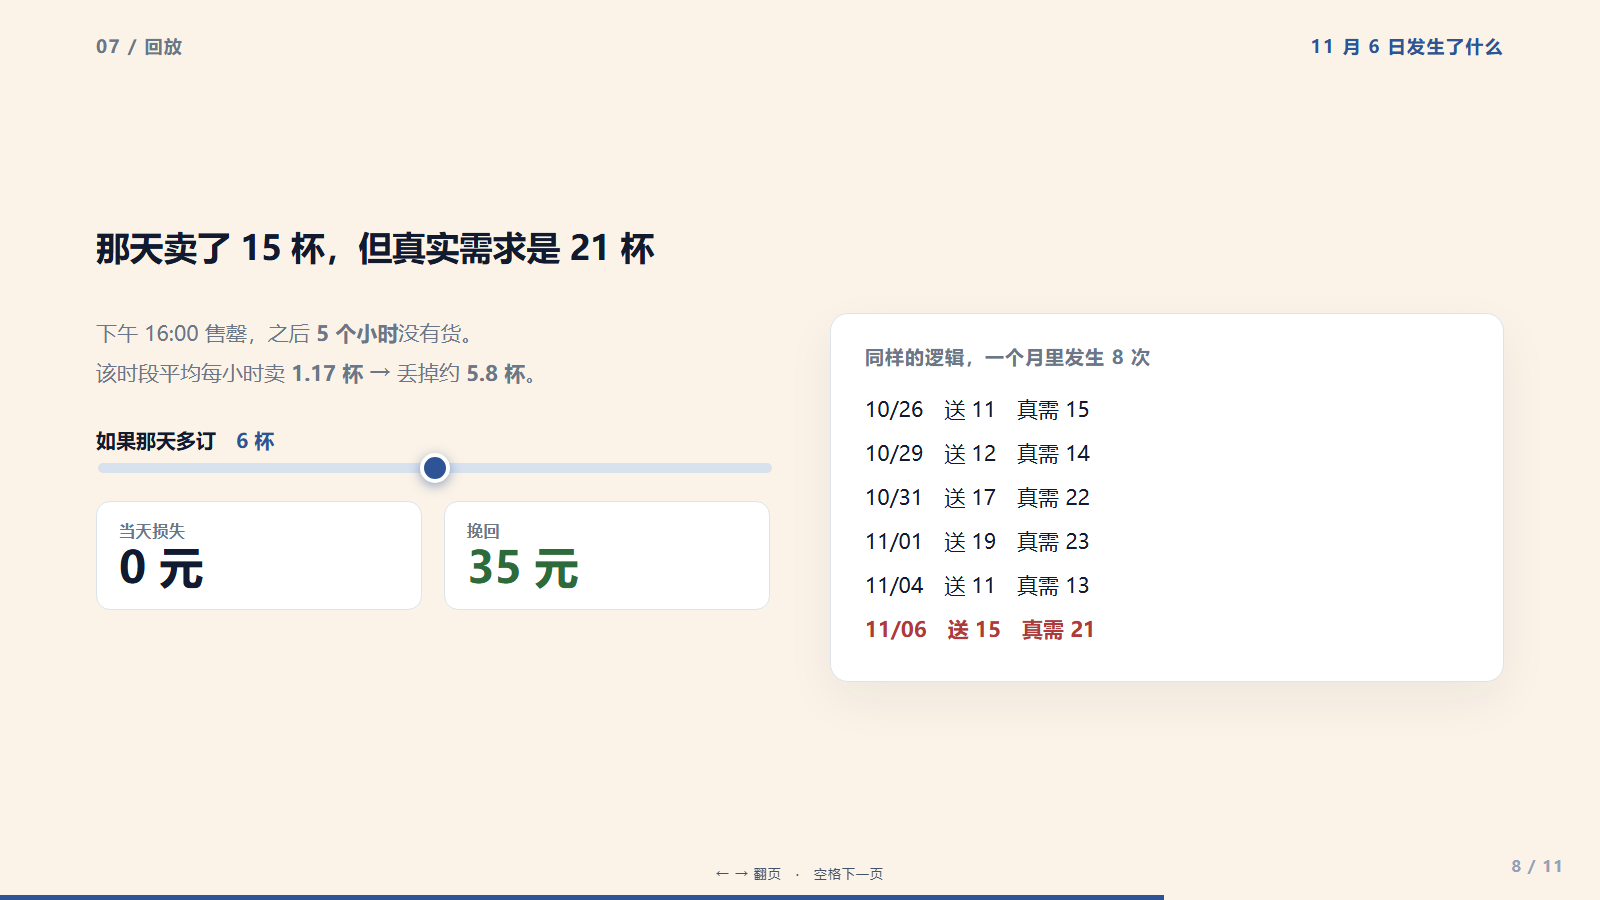 07 / 回放
11 月 6 日发生了什么
那天卖了 15 杯，但真实需求是 21 杯
下午 16:00 售罄，之后 5 个小时没有货。
该时段平均每小时卖 1.17 杯 → 丢掉约 5.8 杯。
如果那天多订 6 杯
当天损失
0 元
挽回
35 元
同样的逻辑，一个月里发生 8 次
10/26 送 11 真需 15
10/29 送 12 真需 14
10/31 送 17 真需 22
11/01 送 19 真需 23
11/04 送 11 真需 13
11/06 送 15 真需 21
← → 翻页 · 空格下一页
8 / 11